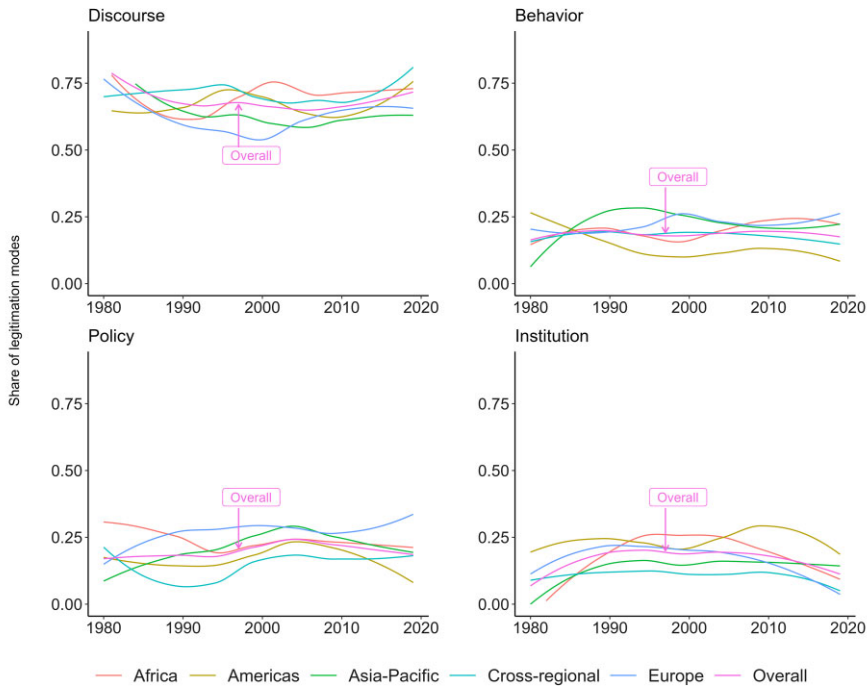 Discourse
Behavior
0.75
0.50
0.25
0.00
Overall
1980 1990 2000 2010 2020
0.75
0.50
0.25
0.00
Overall
1980 1990 2000 2010 2020
Share of legitimation modes
Policy
Institution
0.75
0.50
0.25
0.00
Overall
1980 1990 2000 2010 2020
0.75
0.50
0.25
0.00
Overall
1980 1990 2000 2010 2020
Africa Americas Asia-Pacific Cross-regional Europe Overall